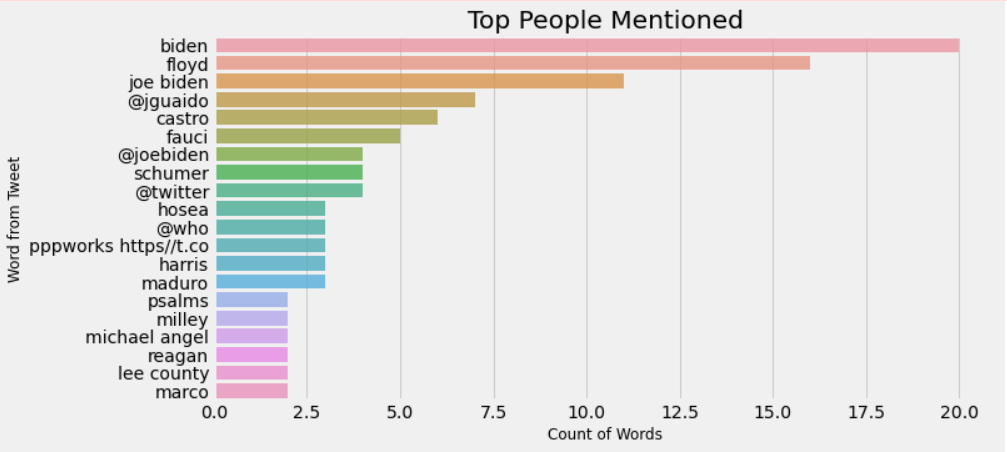 Top People Mentioned
Word from Tweet
biden
floyd
joe biden
@jguaido
castro
fauci
@joebiden
schumer
@twitter
hosea
@who
pppworks https//t.co
harris
maduro
psalms
milley
michael angel
reagan
lee county
marco
0.0 2.5 5.0 7.5 10.0 12.5 15.0 17.5 20.0
Count of Words